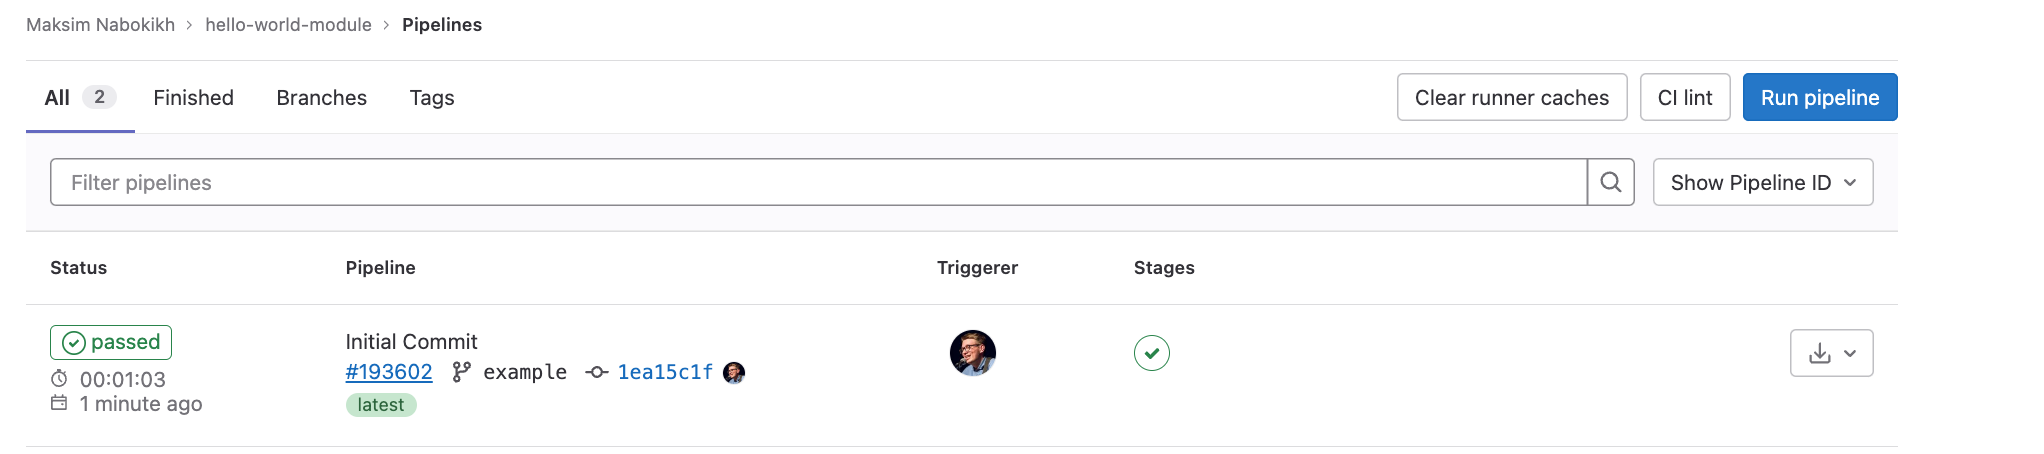 Maksim Nabokikh > hello-world-module > Pipelines
All 2 Finished Branches Tags Clear runner caches CI lint Run pipeline
Filter pipelines Show Pipeline ID
Status Pipeline Triggerer Stages
passed Initial Commit
00:01:03 #193602 example 1ea15c1f
1 minute ago latest